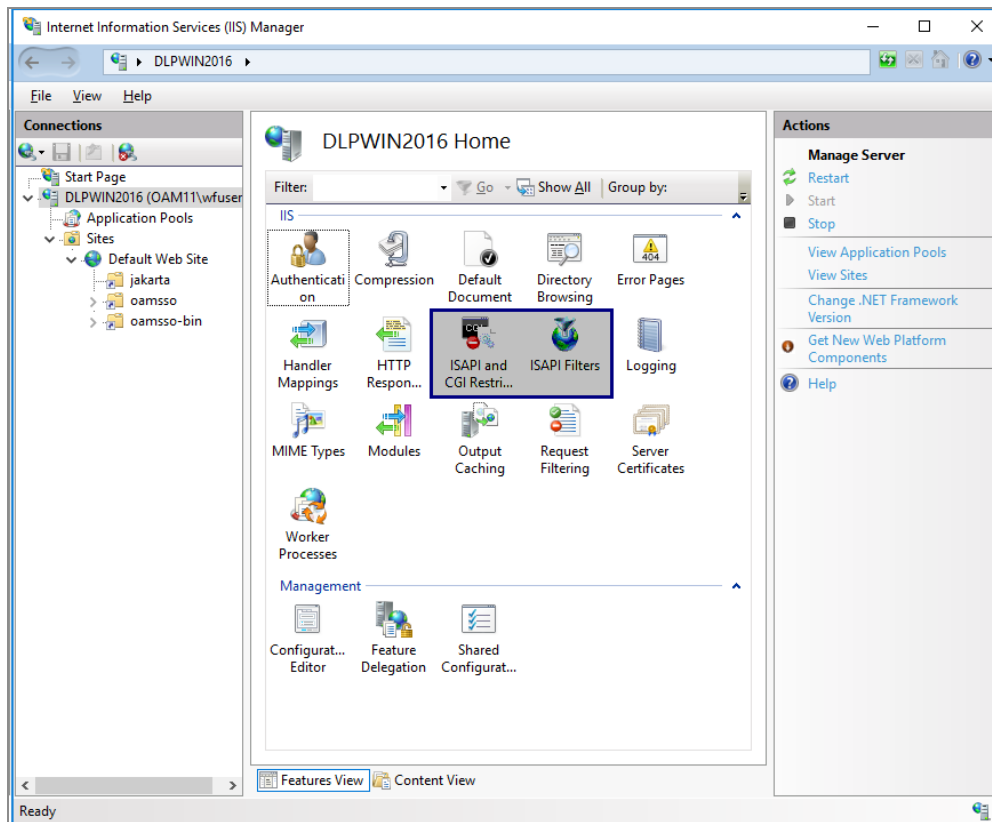 Internet Information Services (IIS) Manager
DLPWIN2016
File View Help
Connections
Start Page
DLPWIN2016 (OAM11\wfuser
Application Pools
Sites
Default Web Site
jakarta
oamsso
oamsso-bin
DLPWIN2016 Home
Filter: Go Show All Group by:
IIS
Authenticati
on
Compression
Default
Document
Directory
Browsing
404
Error Pages
Handler
Mappings
HTTP
Respon...
CGI
ISAPI and
CGI Restri...
ISAPI Filters
Logging
MIME Types
Modules
Output
Caching
Request
Filtering
Server
Certificates
Worker
Processes
Management
Configurat...
Editor
Feature
Delegation
Shared
Configurat...
Features View Content View
Actions
Manage Server
Restart
Start
Stop
View Application Pools
View Sites
Change .NET Framework
Version
Get New Web Platform
Components
Help
Ready